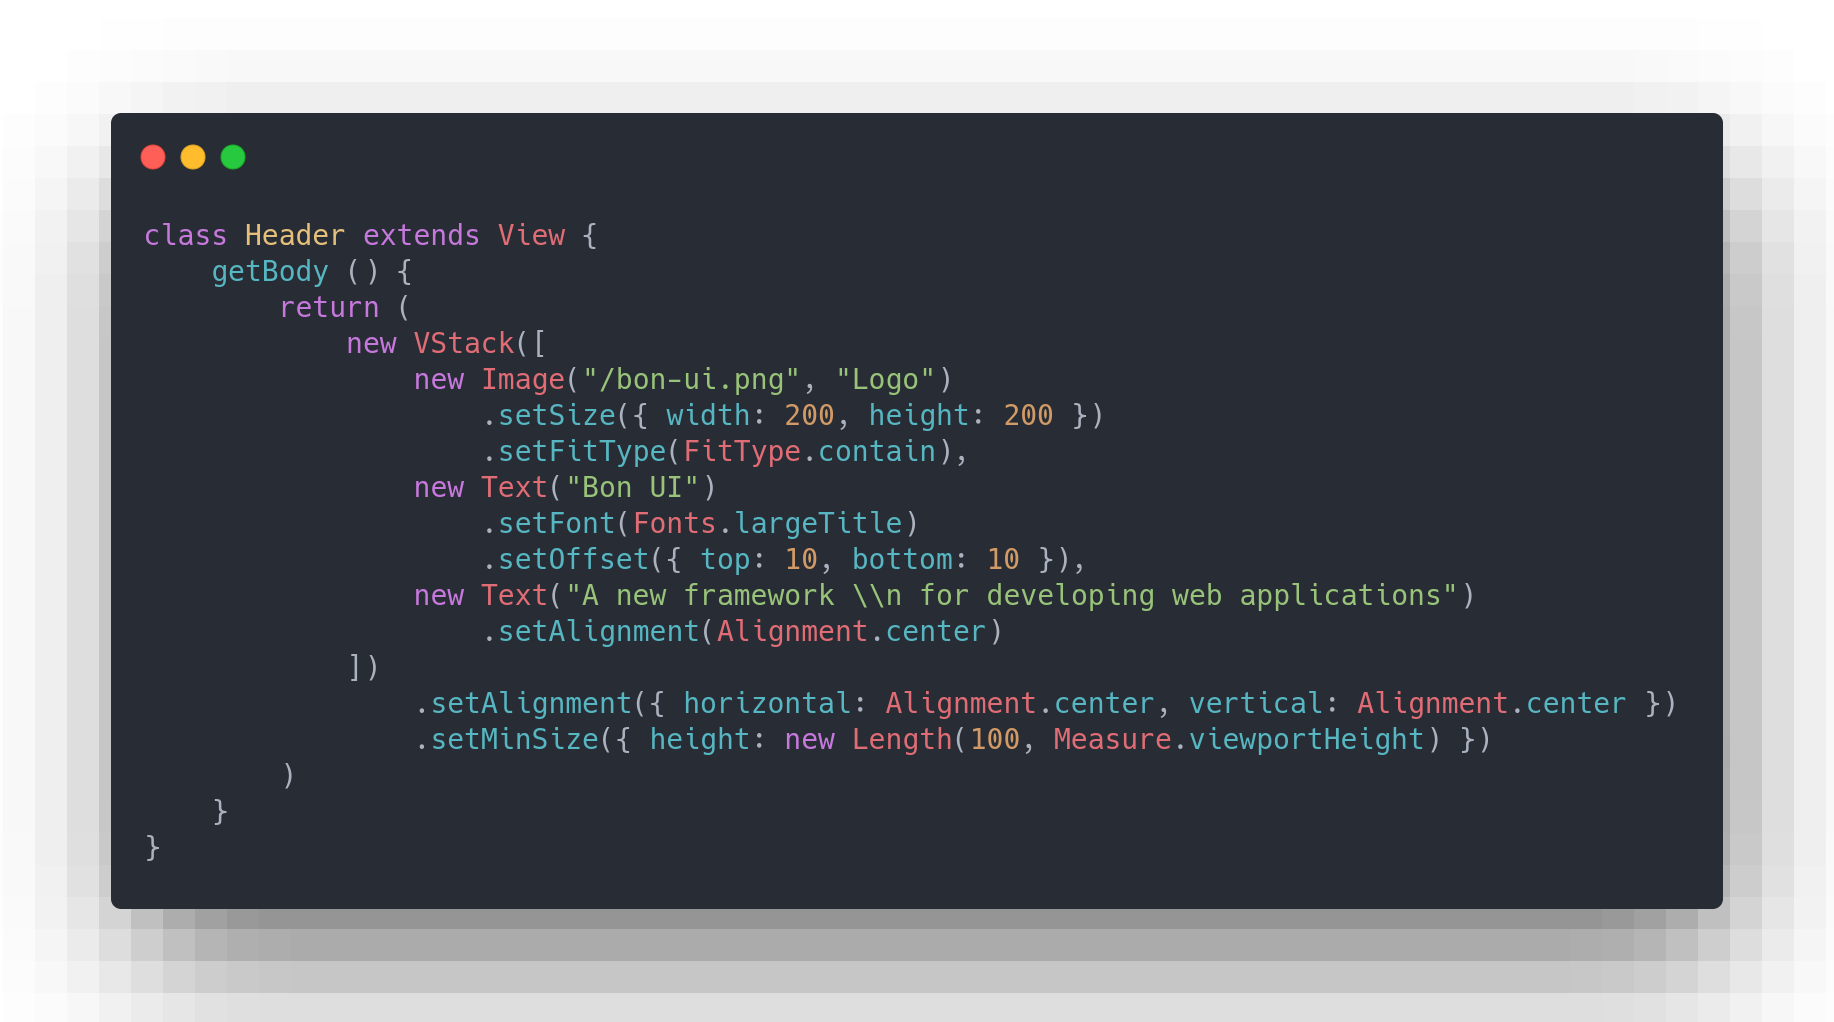 class Header extends View {
    getBody () {
        return (
            new VStack([
                new Image("/bon-ui.png", "Logo")
                    .setSize({ width: 200, height: 200 })
                    .setFitType(FitType.contain),
                new Text("Bon UI")
                    .setFont(Fonts.largeTitle)
                    .setOffset({ top: 10, bottom: 10 }),
                new Text("A new framework \\n for developing web applications")
                    .setAlignment(Alignment.center)
            ])
                .setAlignment({ horizontal: Alignment.center, vertical: Alignment.center })
                .setMinSize({ height: new Length(100, Measure.viewportHeight) })
        )
    }
}